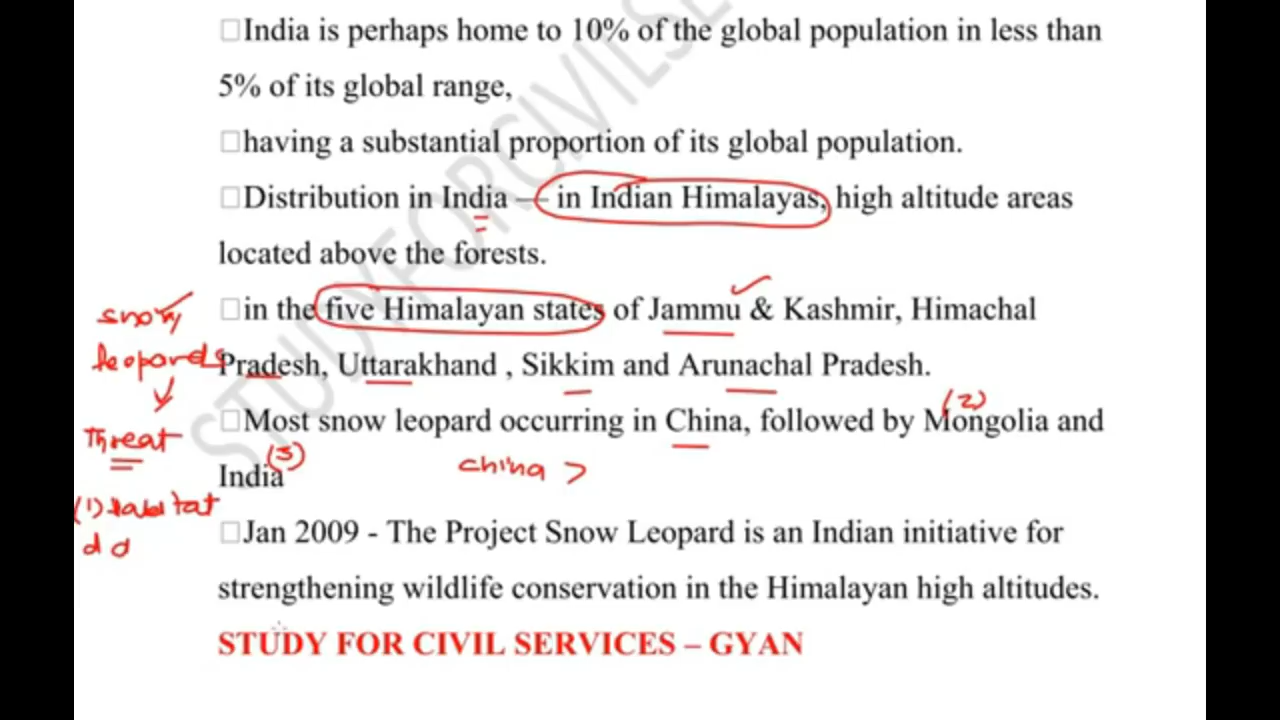 India is perhaps home to 10% of the global population in less than
5% of its global range,
having a substantial proportion of its global population.
Distribution in India — in Indian Himalayas, high altitude areas
located above the forests.
in the five Himalayan states of Jammu & Kashmir, Himachal
Pradesh, Uttarakhand , Sikkim and Arunachal Pradesh.
Most snow leopard occurring in China, followed by Mongolia and
India
Jan 2009 - The Project Snow Leopard is an Indian initiative for
strengthening wildlife conservation in the Himalayan high altitudes.
STUDY FOR CIVIL SERVICES – GYAN
snow
leopards
Threat
(1) habitat
d d
(2)
(3)
china >
STUDYFORCIVILSE